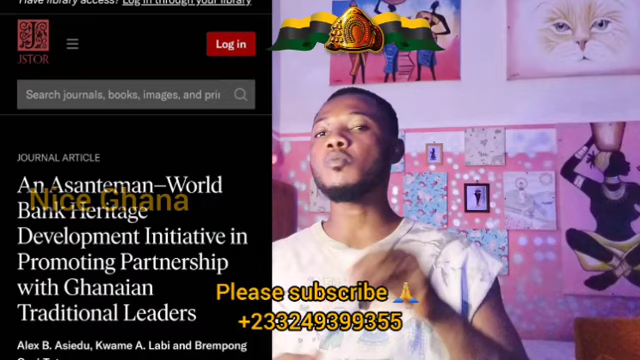 Have library access? Log in through your library
JSTOR
Log in
Search journals, books, images, and pri
JOURNAL ARTICLE
An Asanteman–World
Bank Heritage
Nice Ghana
Development Initiative in
Promoting Partnership
with Ghanaian
Traditional Leaders
Alex B. Asiedu, Kwame A. Labi and Brempong
Please subscribe 🙏
+233249399355